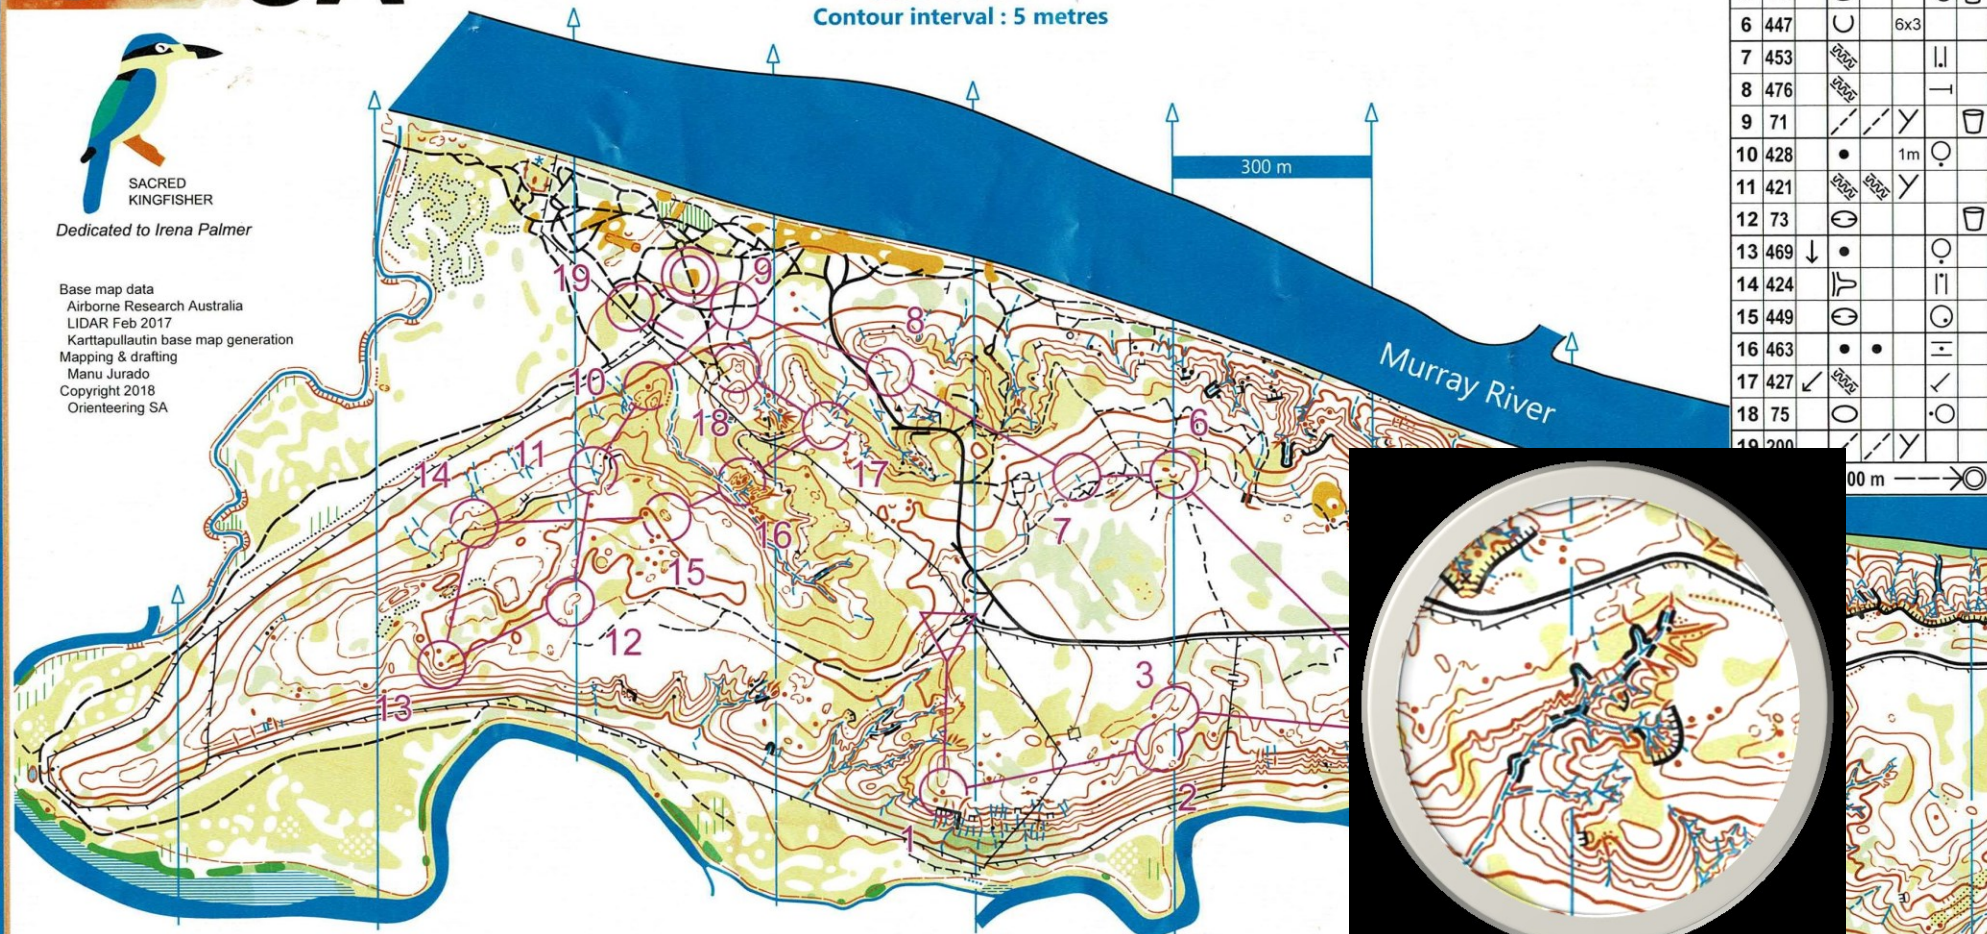 SA
Contour interval : 5 metres
SACRED
KINGFISHER
Dedicated to Irena Palmer
Base map data
Airborne Research Australia
LIDAR Feb 2017
Karttapullautin base map generation
Mapping & drafting
Manu Jurado
Copyright 2018
Orienteering SA
300 m
Murray River
19
9
8
10
18
6
14
11
17
7
16
15
12
3
13
2
1
6 447 6x3
7 453
8 476
9 71
10 428 1m
11 421
12 73
13 469
14 424
15 449
16 463
17 427
18 75
19 200
00 m